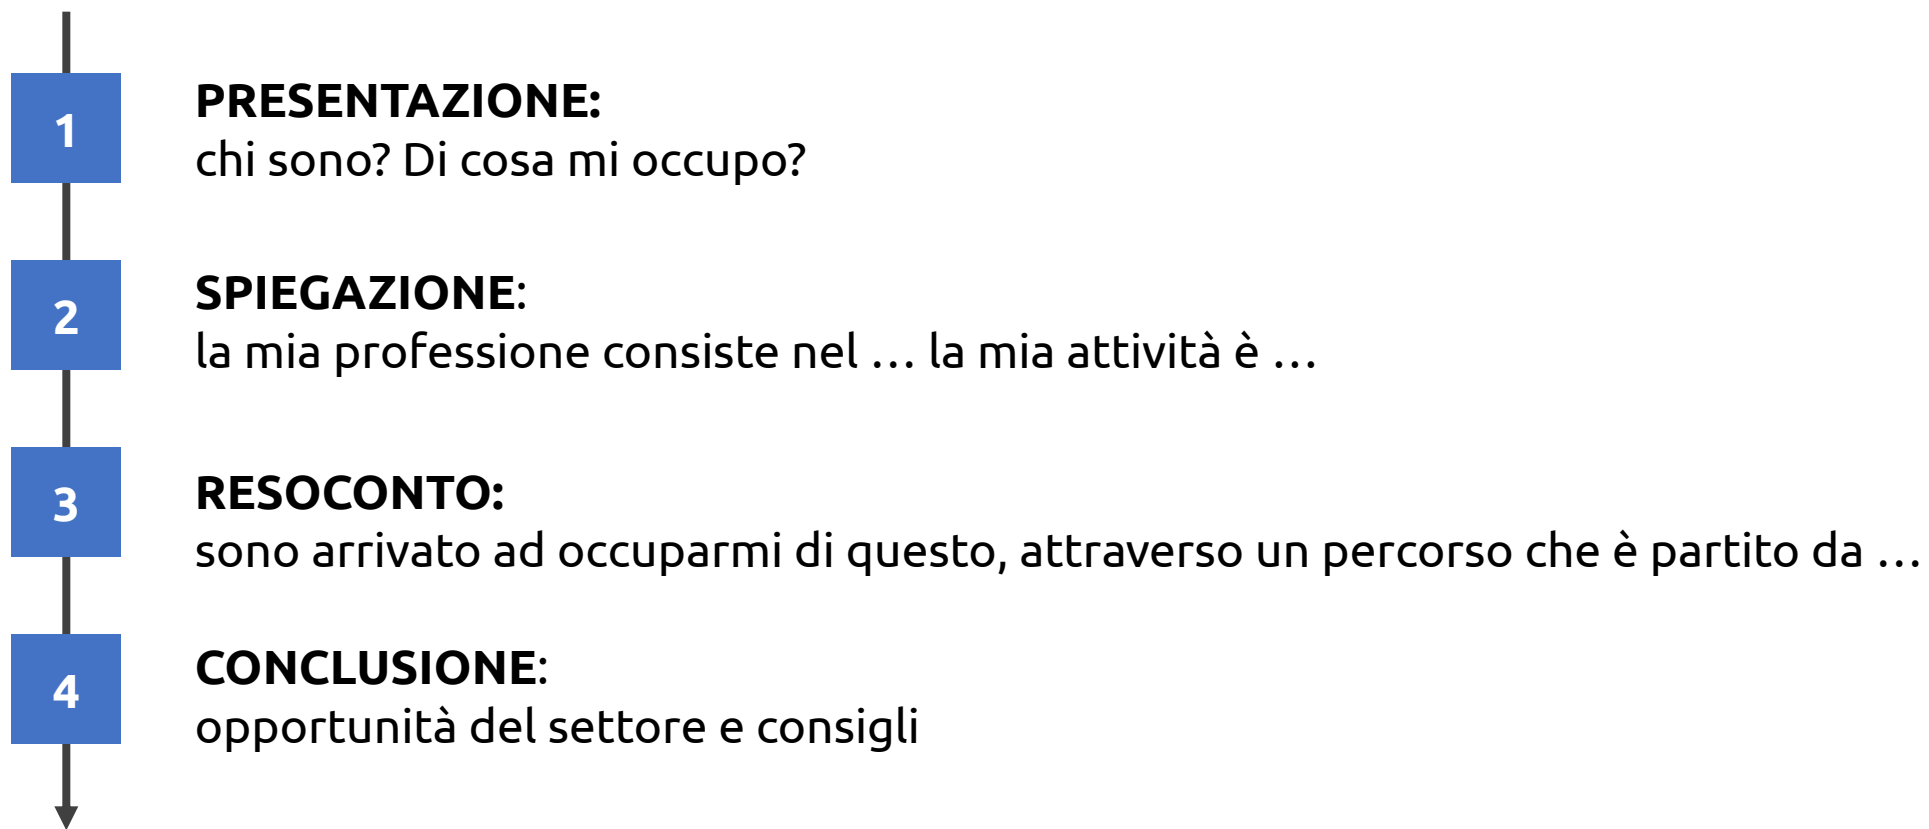 1
PRESENTAZIONE:
chi sono? Di cosa mi occupo?
2
SPIEGAZIONE:
la mia professione consiste nel … la mia attività è …
3
RESOCONTO:
sono arrivato ad occuparmi di questo, attraverso un percorso che è partito da …
4
CONCLUSIONE:
opportunità del settore e consigli